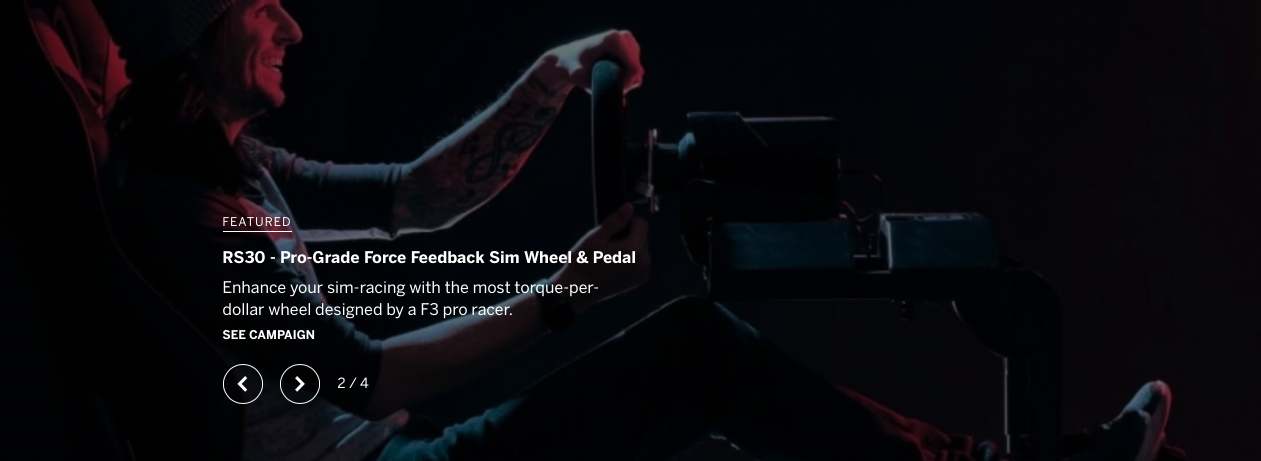 FEATURED
RS30 - Pro-Grade Force Feedback Sim Wheel & Pedal
Enhance your sim-racing with the most torque-per-
dollar wheel designed by a F3 pro racer.
SEE CAMPAIGN
2 / 4